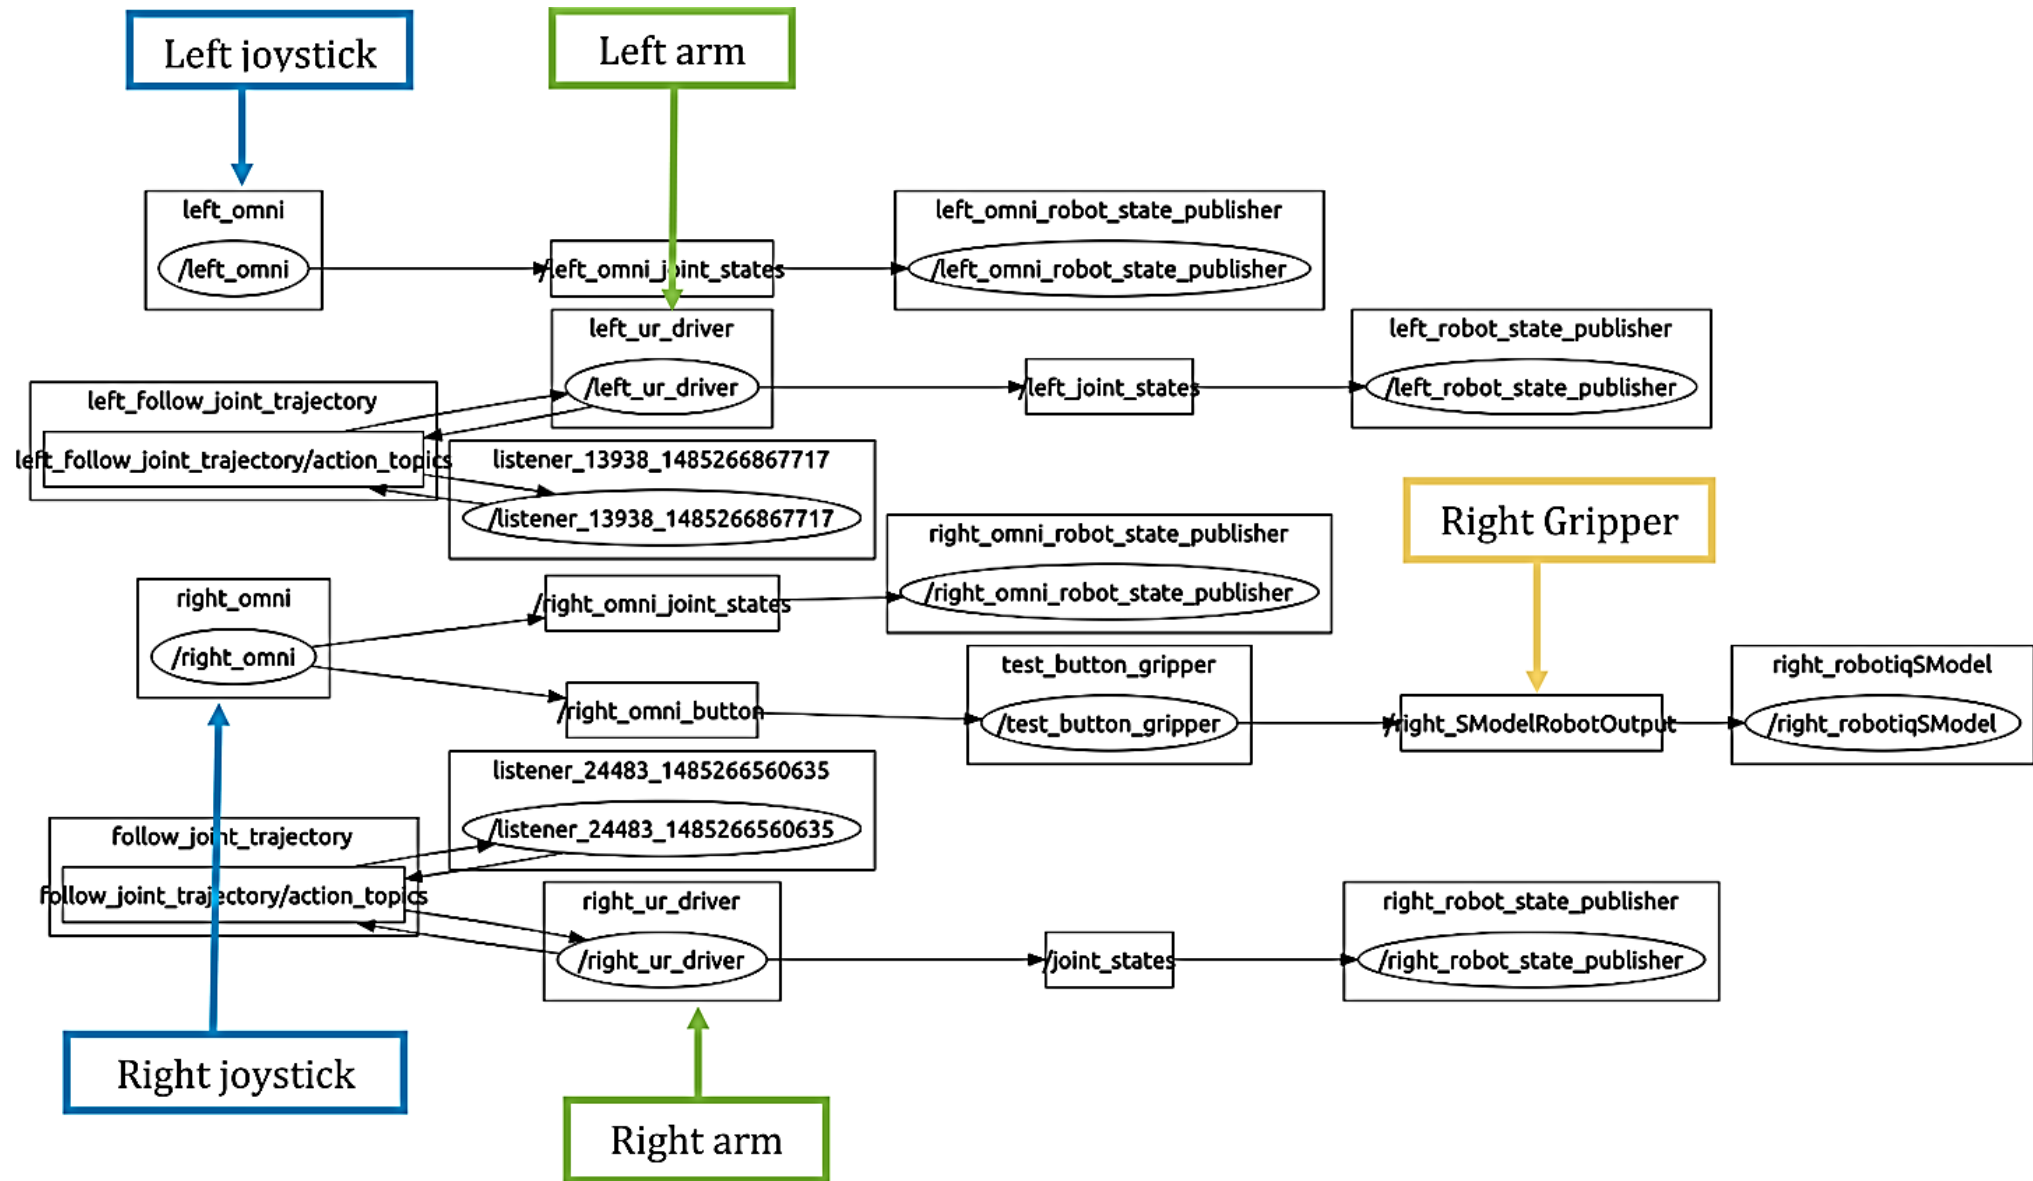 Left joystick
Left arm
left_omni
/left_omni
/left_omni_joint_states
left_omni_robot_state_publisher
/left_omni_robot_state_publisher
left_ur_driver
/left_ur_driver
/left_joint_states
left_robot_state_publisher
/left_robot_state_publisher
left_follow_joint_trajectory
left_follow_joint_trajectory/action_topics
listener_13938_1485266867717
/listener_13938_1485266867717
Right Gripper
right_omni_robot_state_publisher
/right_omni_robot_state_publisher
right_omni
/right_omni
/right_omni_joint_states
/right_omni_button
test_button_gripper
/test_button_gripper
/right_SModelRobotOutput
right_robotiqSModel
/right_robotiqSModel
listener_24483_1485266560635
/listener_24483_1485266560635
follow_joint_trajectory
follow_joint_trajectory/action_topics
right_ur_driver
/right_ur_driver
/joint_states
right_robot_state_publisher
/right_robot_state_publisher
Right joystick
Right arm